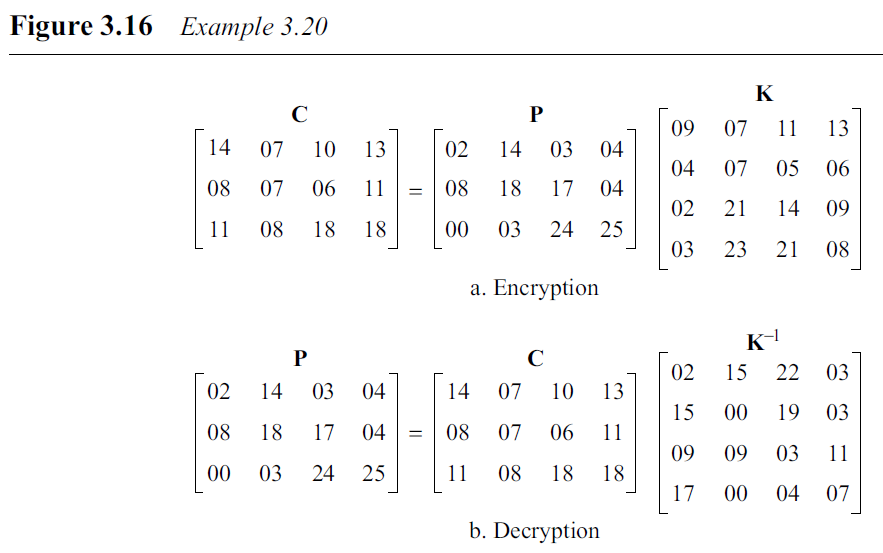 Figure 3.16 Example 3.20
C
14 07 10 13
08 07 06 11
11 08 18 18
=
P
02 14 03 04
08 18 17 04
00 03 24 25
K
09 07 11 13
04 07 05 06
02 21 14 09
03 23 21 08
a. Encryption
P
02 14 03 04
08 18 17 04
00 03 24 25
=
C
14 07 10 13
08 07 06 11
11 08 18 18
K–1
02 15 22 03
15 00 19 03
09 09 03 11
17 00 04 07
b. Decryption